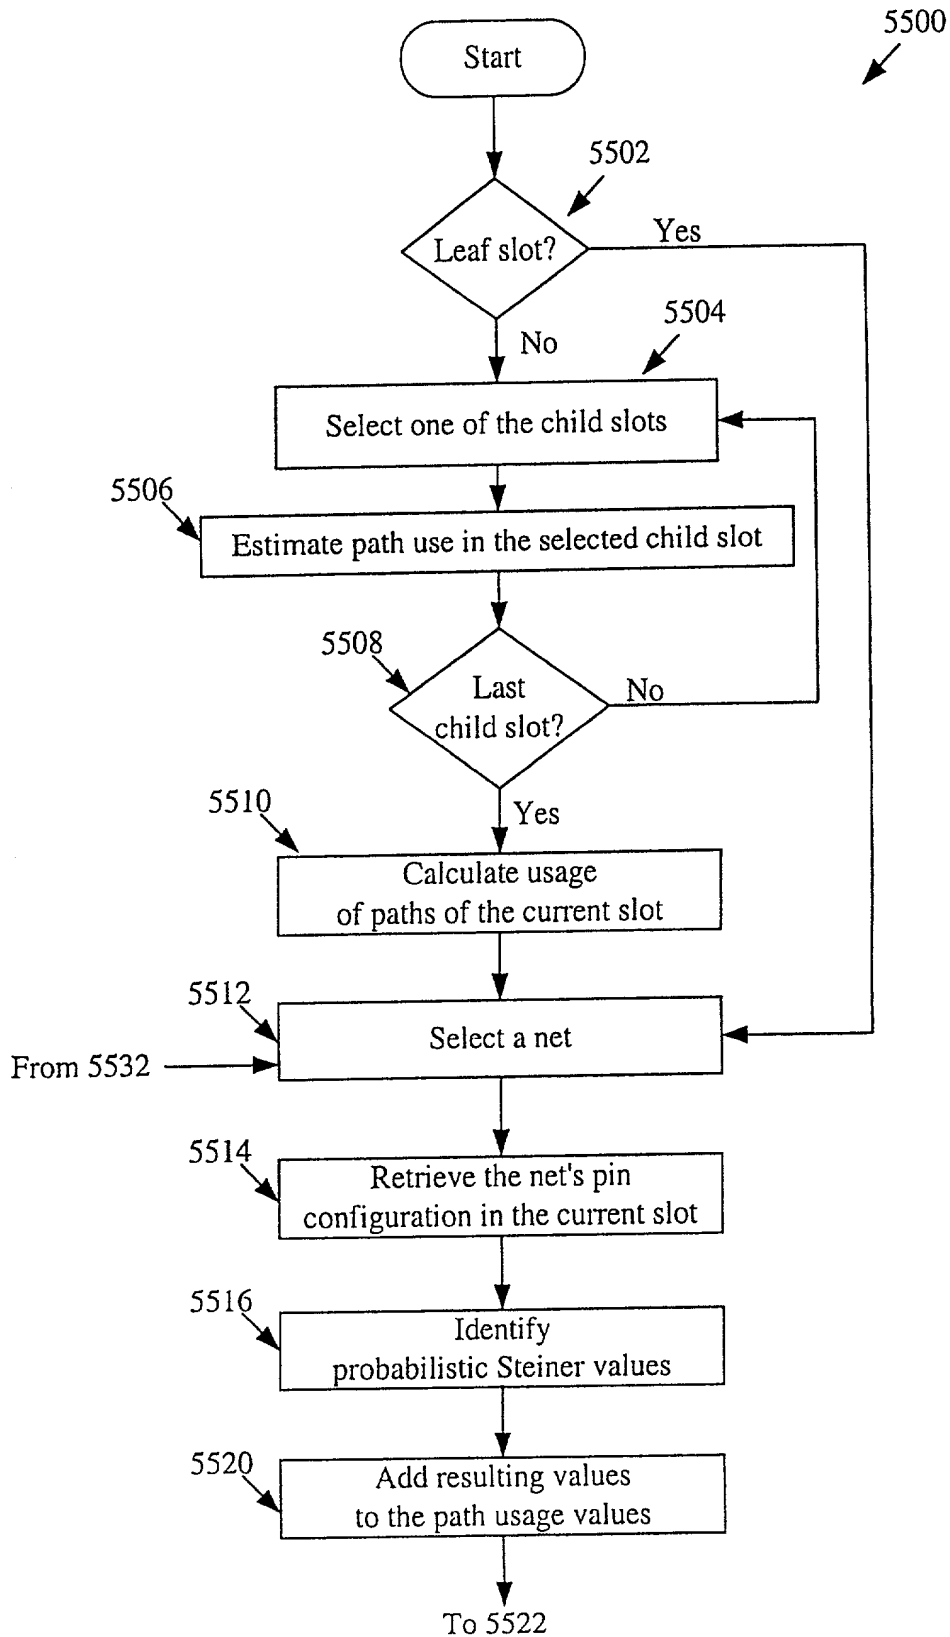 5500
Start
5502
Leaf slot?
Yes
No
5504
Select one of the child slots
5506
Estimate path use in the selected child slot
5508
Last
child slot?
No
Yes
5510
Calculate usage
of paths of the current slot
5512
Select a net
From 5532
5514
Retrieve the net's pin
configuration in the current slot
5516
Identify
probabilistic Steiner values
5520
Add resulting values
to the path usage values
To 5522